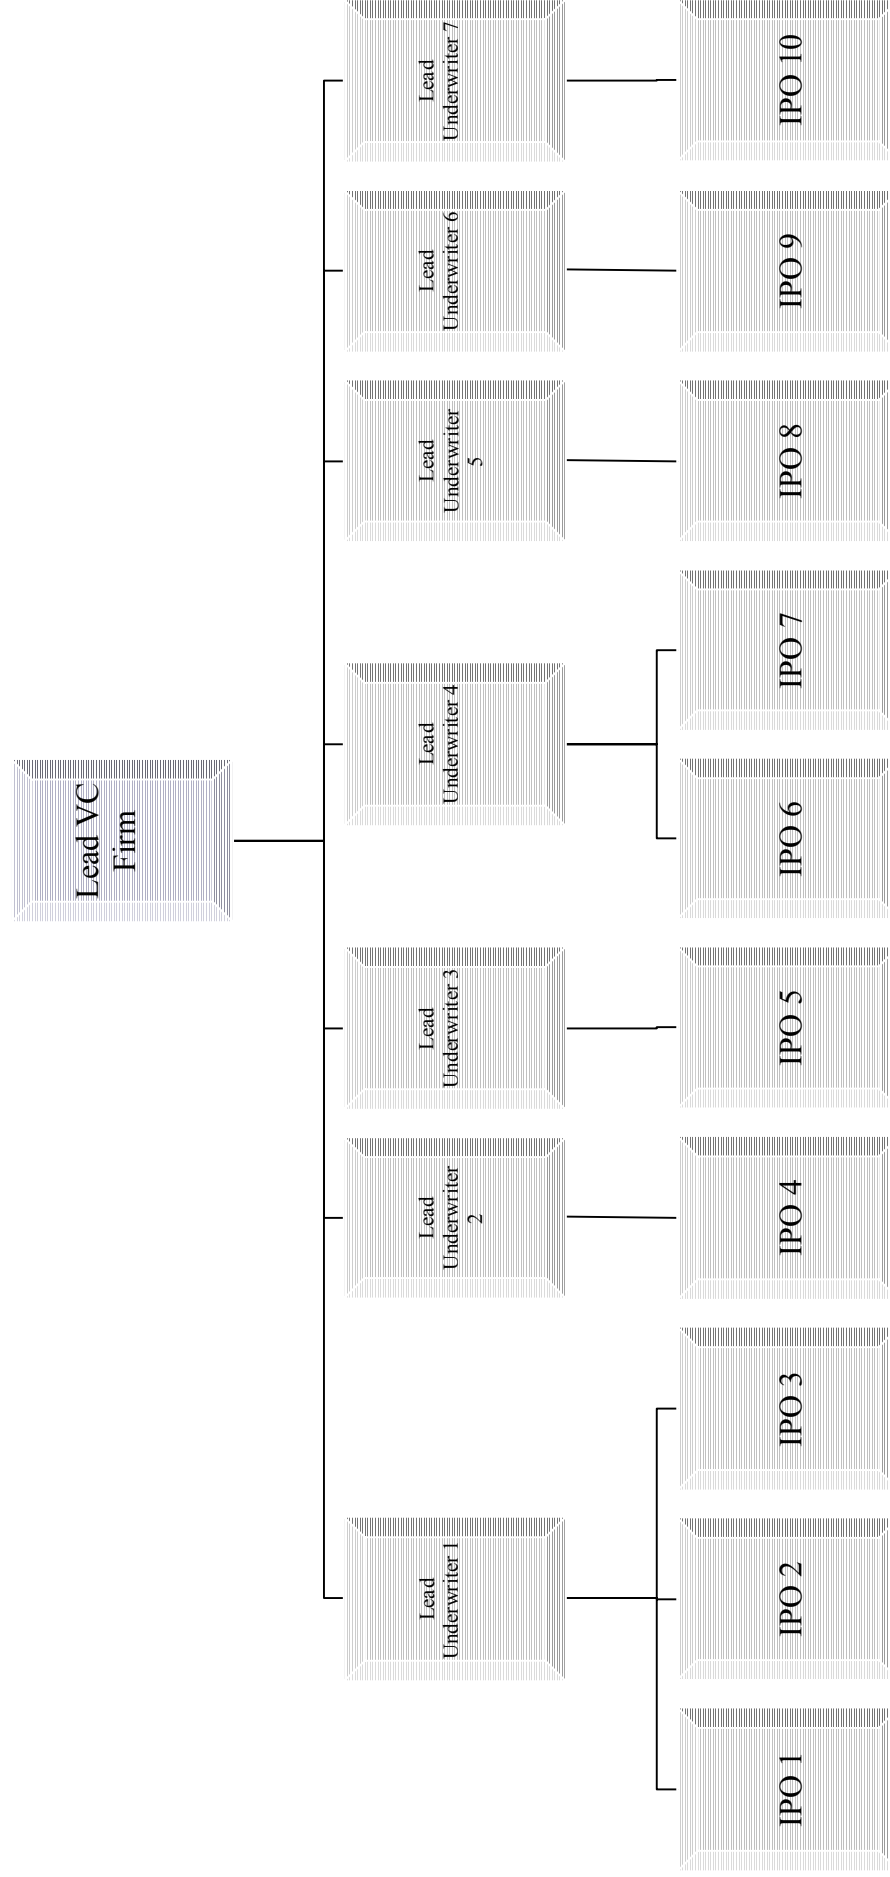 Lead VC
Firm
Lead
Underwriter 1
Lead
Underwriter
2
Lead
Underwriter 3
Lead
Underwriter 4
Lead
Underwriter
5
Lead
Underwriter 6
Lead
Underwriter 7
IPO 1
IPO 2
IPO 3
IPO 4
IPO 5
IPO 6
IPO 7
IPO 8
IPO 9
IPO 10